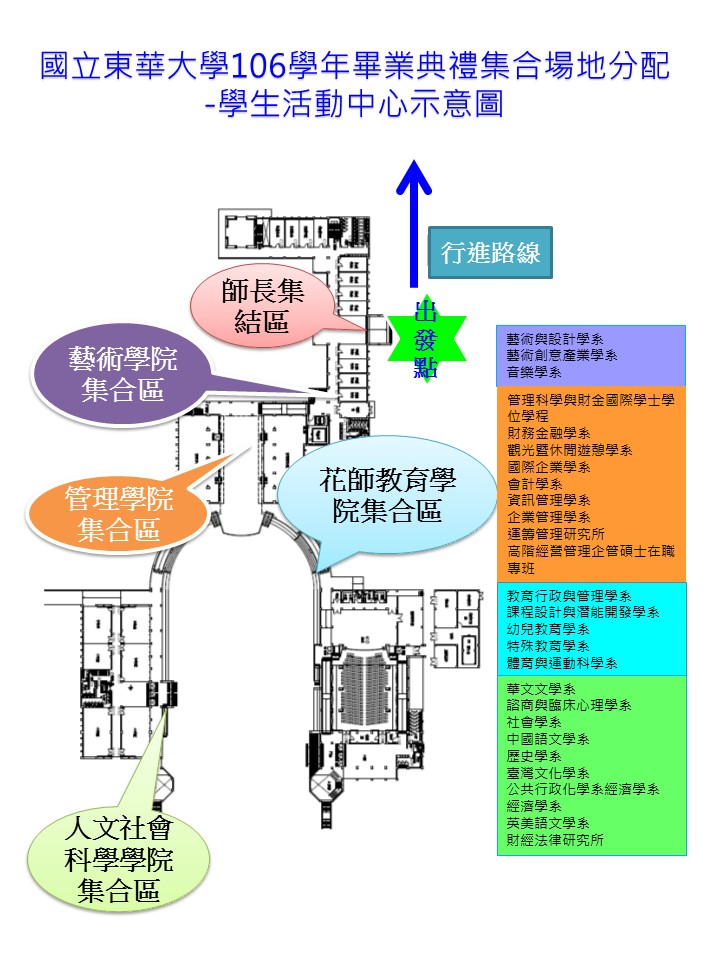 國立東華大學106學年畢業典禮集合場地分配
-學生活動中心示意圖
行進路線
師長集
結區
出
發
點
藝術學院
集合區
管理學院
集合區
花師教育學
院集合區
人文社會
科學學院
集合區
藝術與設計學系
藝術創意產業學系
音樂學系
管理科學與財金國際學士學
位學程
財務金融學系
觀光暨休閒遊憩學系
國際企業學系
會計學系
資訊管理學系
企業管理學系
運籌管理研究所
高階經營管理企管碩士在職
專班
教育行政與管理學系
課程設計與潛能開發學系
幼兒教育學系
特殊教育學系
體育與運動科學系
華文文學系
諮商與臨床心理學系
社會學系
中國語文學系
歷史學系
臺灣文化學系
公共行政化學系經濟學系
經濟學系
英美語文學系
財經法律研究所